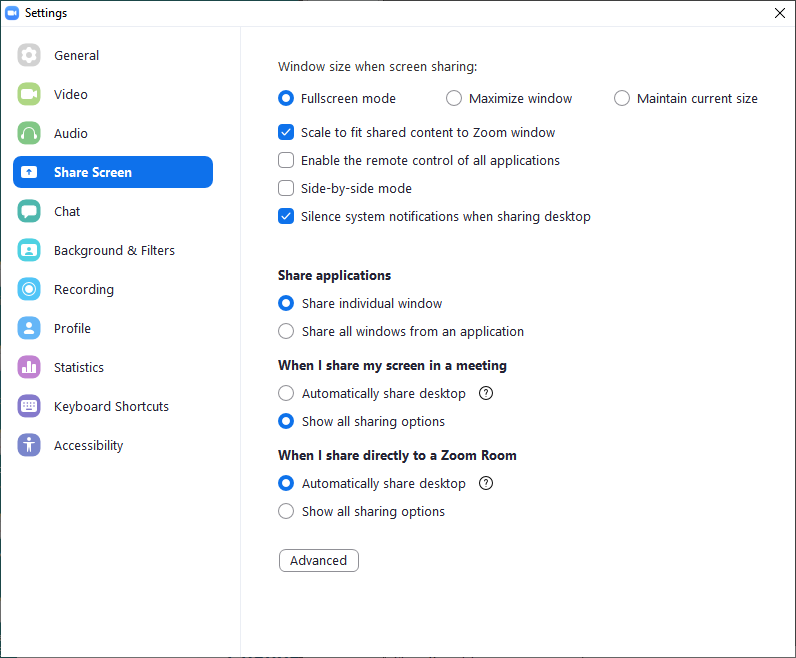 Settings
General
Video
Audio
Share Screen
Chat
Background & Filters
Recording
Profile
Statistics
Keyboard Shortcuts
Accessibility
Window size when screen sharing:
Fullscreen mode Maximize window Maintain current size
Scale to fit shared content to Zoom window
Enable the remote control of all applications
Side-by-side mode
Silence system notifications when sharing desktop
Share applications
Share individual window
Share all windows from an application
When I share my screen in a meeting
Automatically share desktop ?
Show all sharing options
When I share directly to a Zoom Room
Automatically share desktop ?
Show all sharing options
Advanced